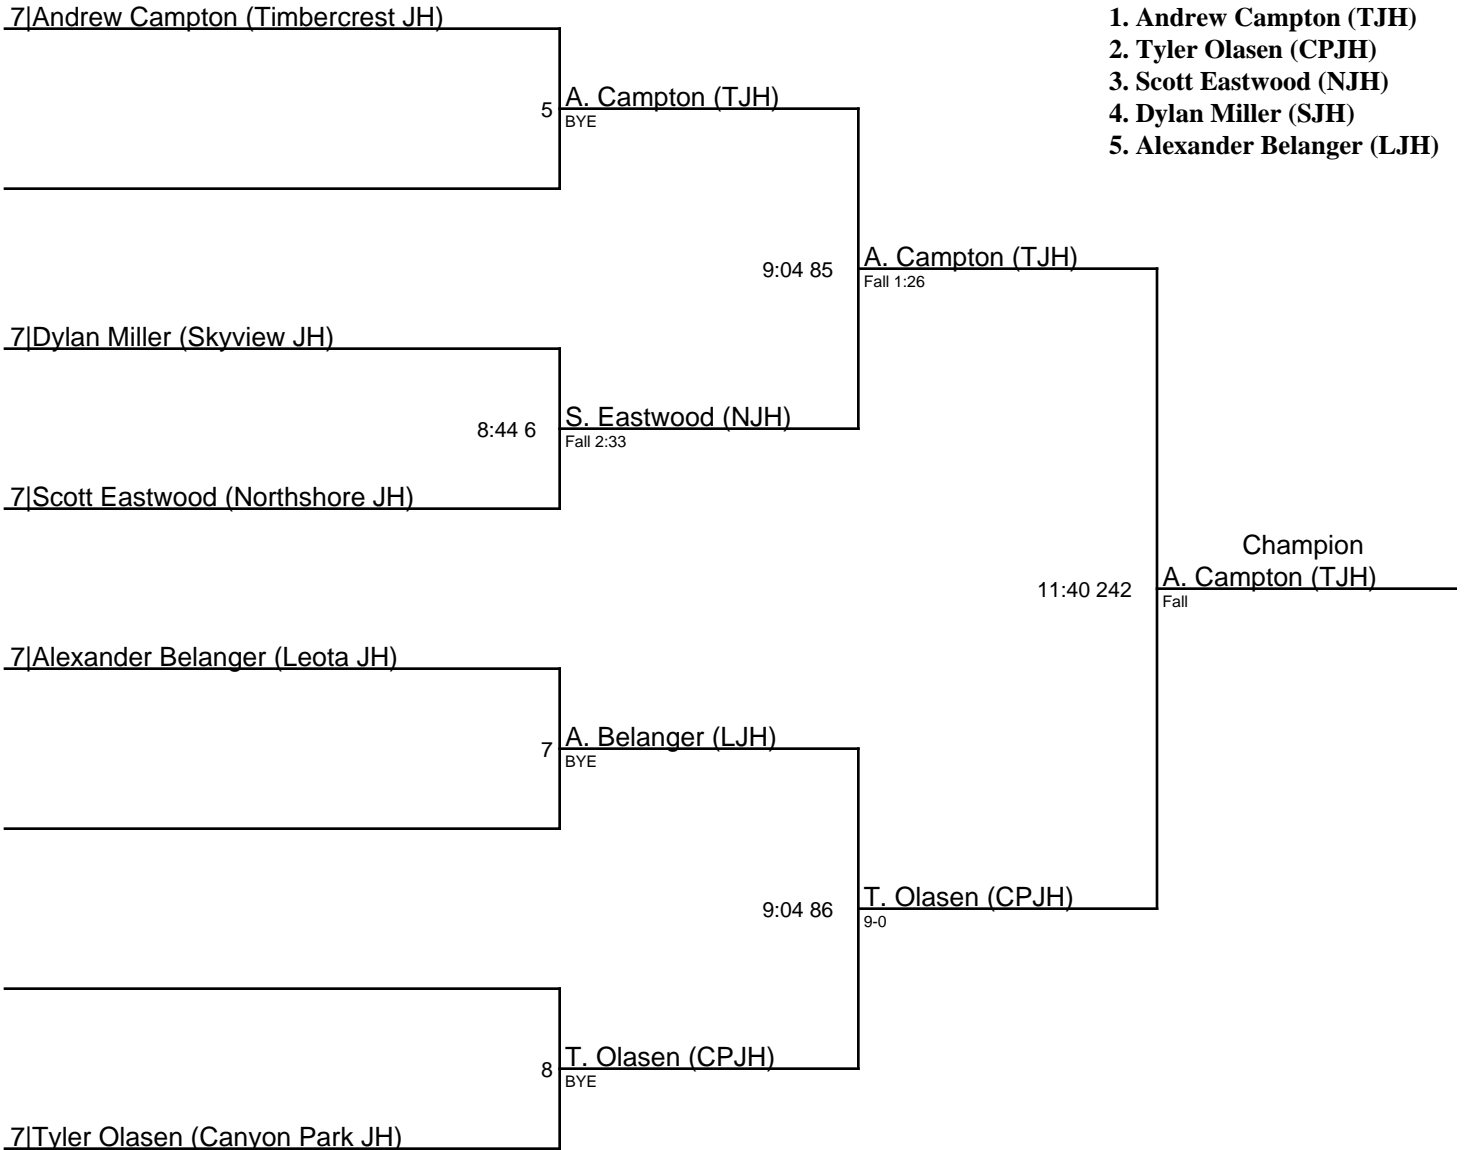 7|Andrew Campton (Timbercrest JH)
1. Andrew Campton (TJH)
2. Tyler Olasen (CPJH)
3. Scott Eastwood (NJH)
4. Dylan Miller (SJH)
5. Alexander Belanger (LJH)
5 A. Campton (TJH)
BYE
9:04 85 A. Campton (TJH)
Fall 1:26
7|Dylan Miller (Skyview JH)
8:44 6 S. Eastwood (NJH)
Fall 2:33
7|Scott Eastwood (Northshore JH)
Champion
11:40 242 A. Campton (TJH)
Fall
7|Alexander Belanger (Leota JH)
7 A. Belanger (LJH)
BYE
9:04 86 T. Olasen (CPJH)
9-0
8 T. Olasen (CPJH)
BYE
7|Tyler Olasen (Canyon Park JH)